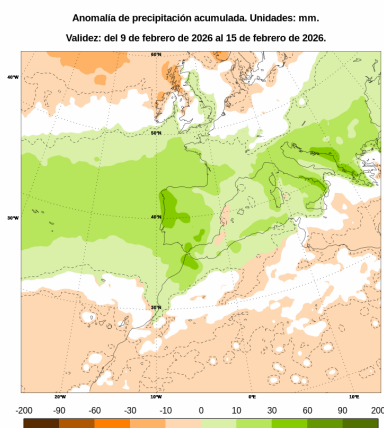 Anomalía de precipitación acumulada. Unidades: mm.
Validez: del 9 de febrero de 2026 al 15 de febrero de 2026.
60°N
40°W
50°N
30°W
40°N
30°N
20°W 10°W 0°E 10°E
-200 -90 -60 -30 -10 0 10 30 60 90 200